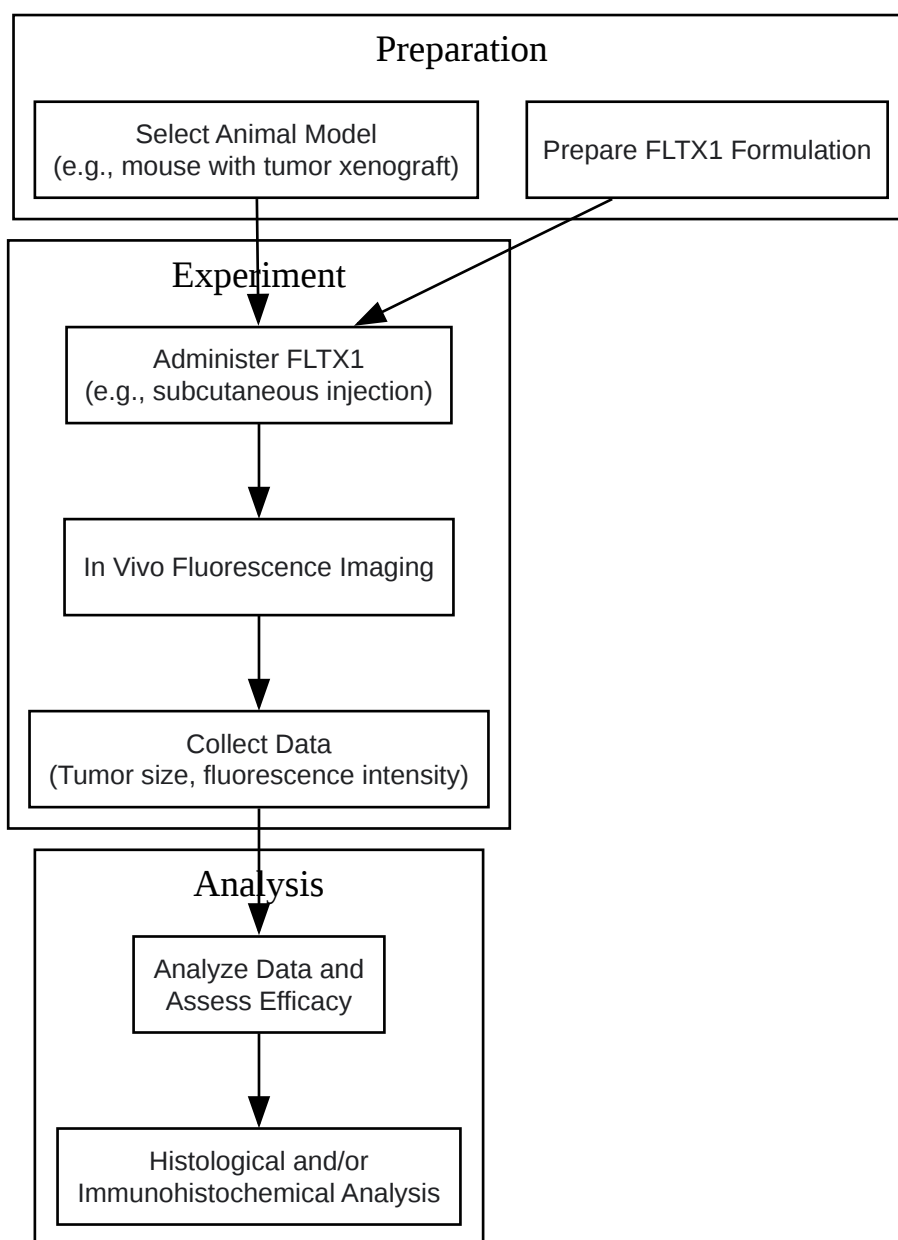 Preparation
Select Animal Model
(e.g., mouse with tumor xenograft)
Prepare FLTX1 Formulation
Experiment
Administer FLTX1
(e.g., subcutaneous injection)
In Vivo Fluorescence Imaging
Collect Data
(Tumor size, fluorescence intensity)
Analysis
Analyze Data and
Assess Efficacy
Histological and/or
Immunohistochemical Analysis